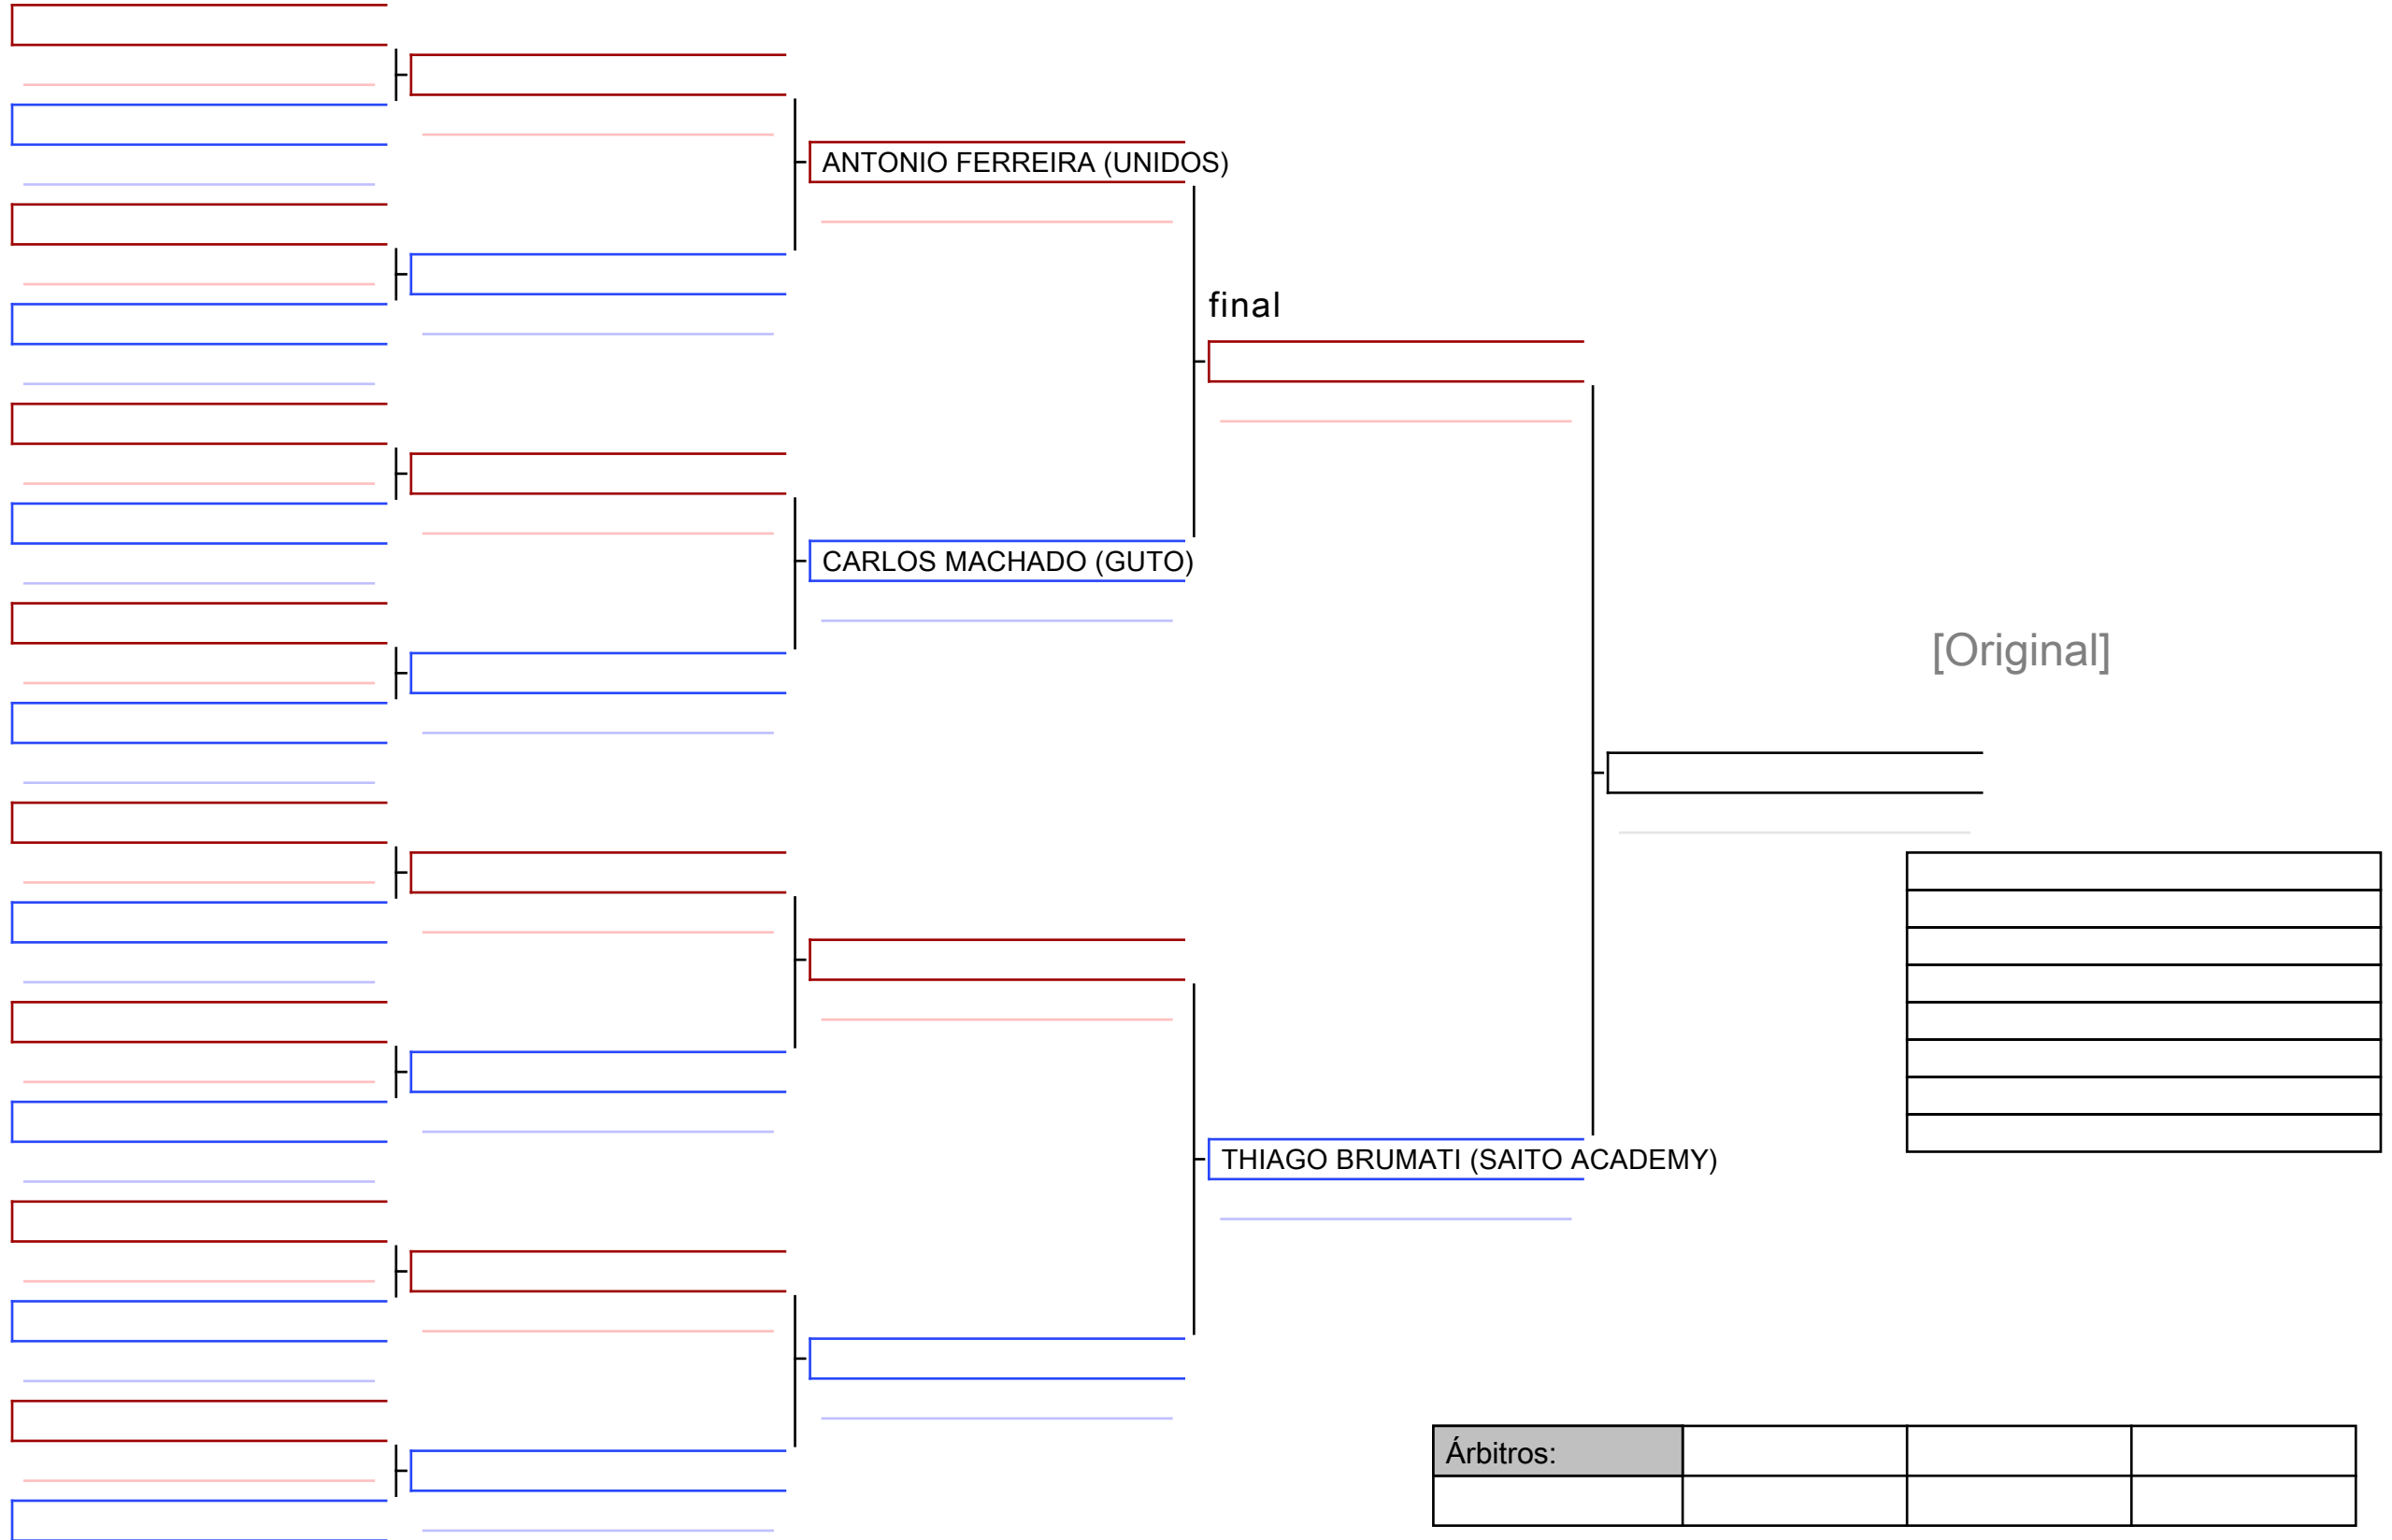 ANTONIO FERREIRA (UNIDOS)
final
CARLOS MACHADO (GUTO)
[Original]
THIAGO BRUMATI (SAITO ACADEMY)
Árbitros: